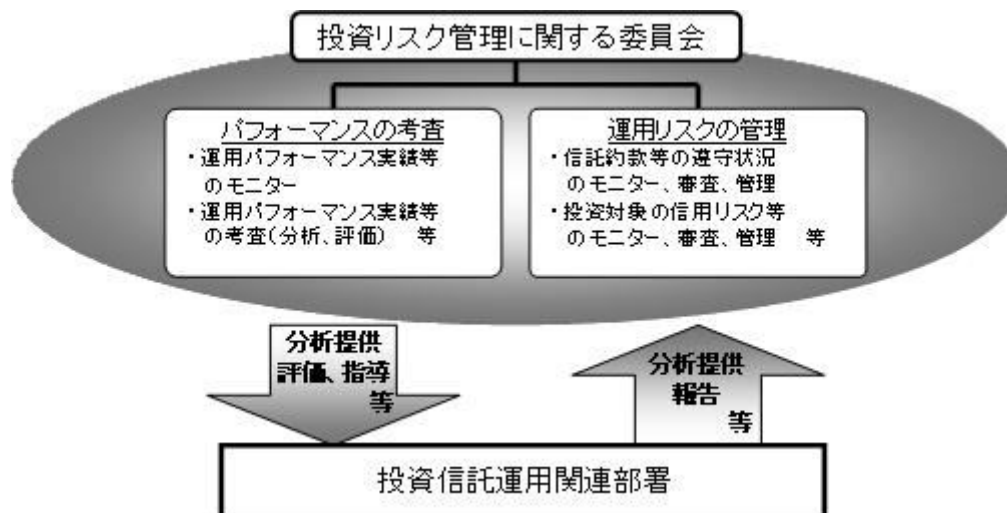 投資リスク管理に関する委員会
パフォーマンスの考査
・運用パフォーマンス実績等
のモニター
・運用パフォーマンス実績等
の考査(分析、評価) 等
運用リスクの管理
・信託約款等の遵守状況
のモニター、審査、管理
・投資対象の信用リスク等
のモニター、審査、管理 等
分析提供
評価、指導
等
分析提供
報告
等
投資信託運用関連部署